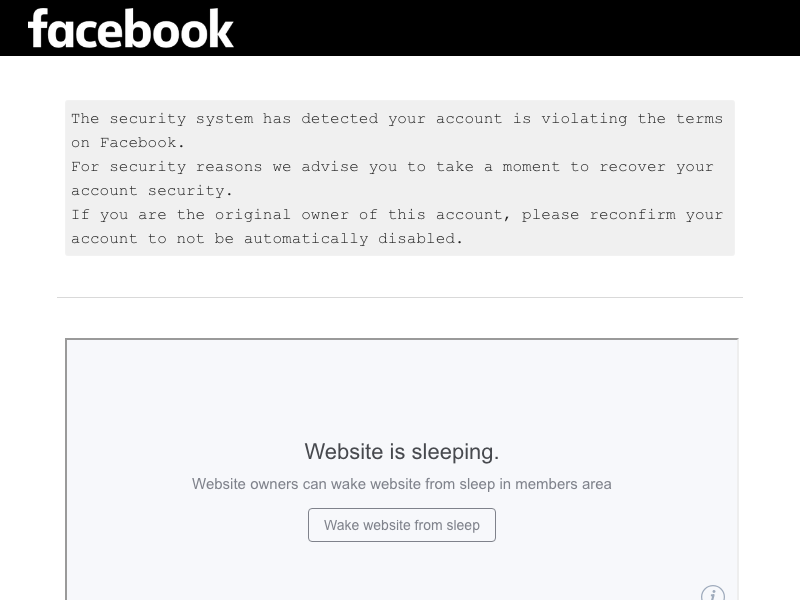 facebook
The security system has detected your account is violating the terms
on Facebook.
For security reasons we advise you to take a moment to recover your
account security.
If you are the original owner of this account, please reconfirm your
account to not be automatically disabled.
Website is sleeping.
Website owners can wake website from sleep in members area
Wake website from sleep
i